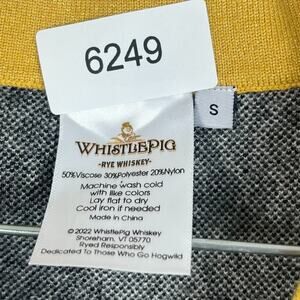 6249
S
WHISTLEPIG
-RYE WHISKEY-
50%Viscose 30%Polyester 20%Nylon
Machine wash cold
with like colors
Lay flat to dry
Cool iron if needed
Made in China
©2022 WhistlePig Whiskey
Shoreham, VT 05770
Ryed Responsibly
Dedicated To Those Who Go Hogwild